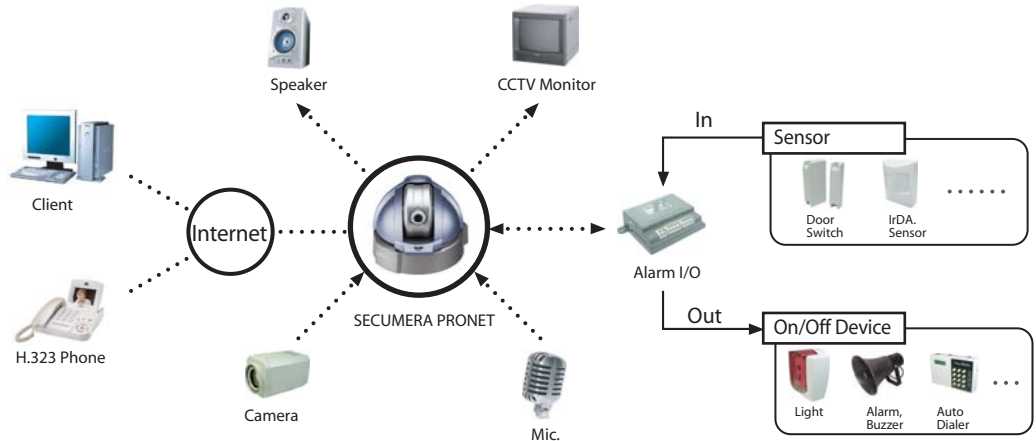 Speaker
CCTV Monitor
In
Sensor
Client
Internet
Door
Switch
IrDA.
Sensor
Alarm I/O
SECUMERA PRONET
Out
On/Off Device
H.323 Phone
Camera
Mic.
Light
Alarm,
Buzzer
Auto
Dialer